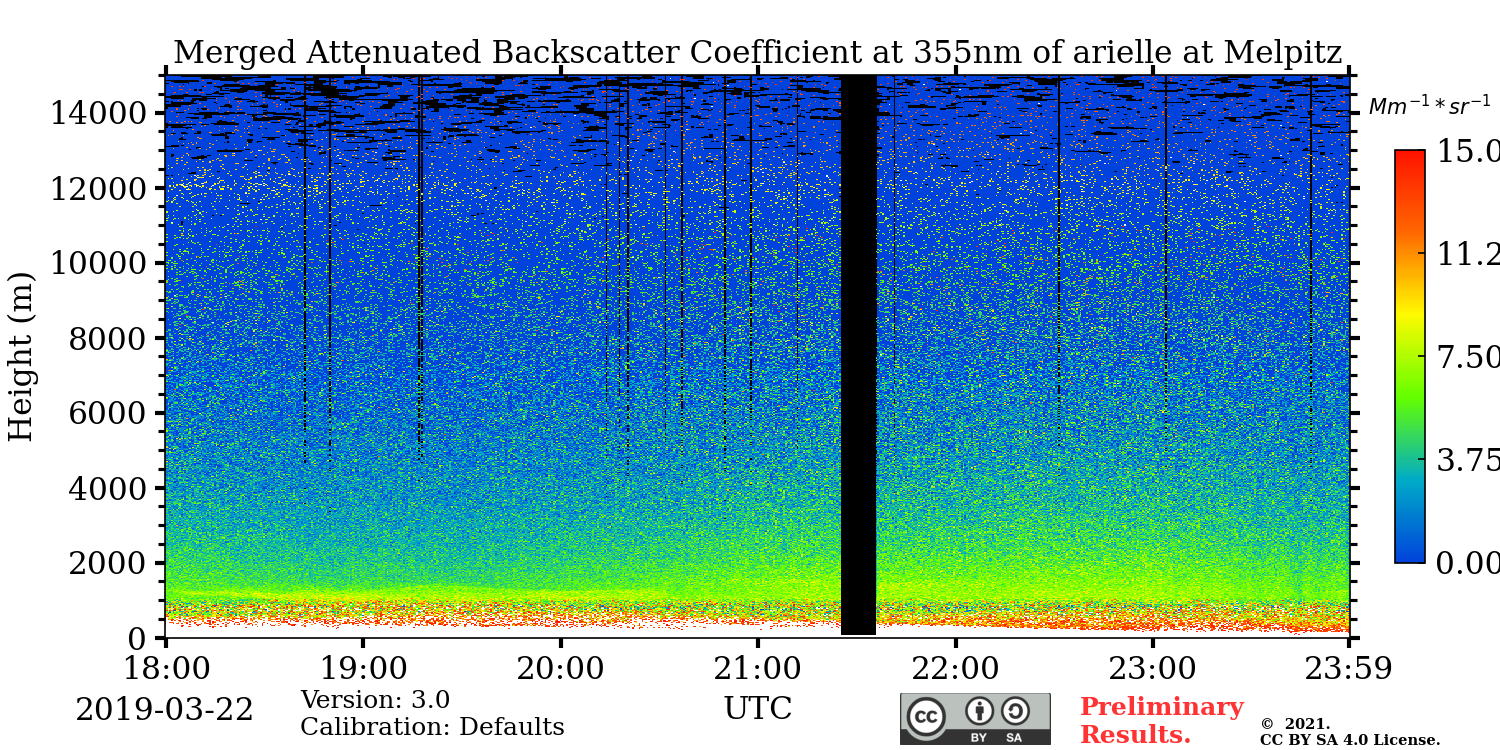 Merged Attenuated Backscatter Coefficient at 355nm of arielle at Melpitz
Mm⁻¹ * sr⁻¹
14000
12000
10000
8000
6000
4000
2000
0
Height (m)
15.0
11.2
7.50
3.75
0.00
18:00 19:00 20:00 21:00 22:00 23:00 23:59
UTC
2019-03-22
Version: 3.0
Calibration: Defaults
CC BY SA
Preliminary
Results.
© 2021.
CC BY SA 4.0 License.